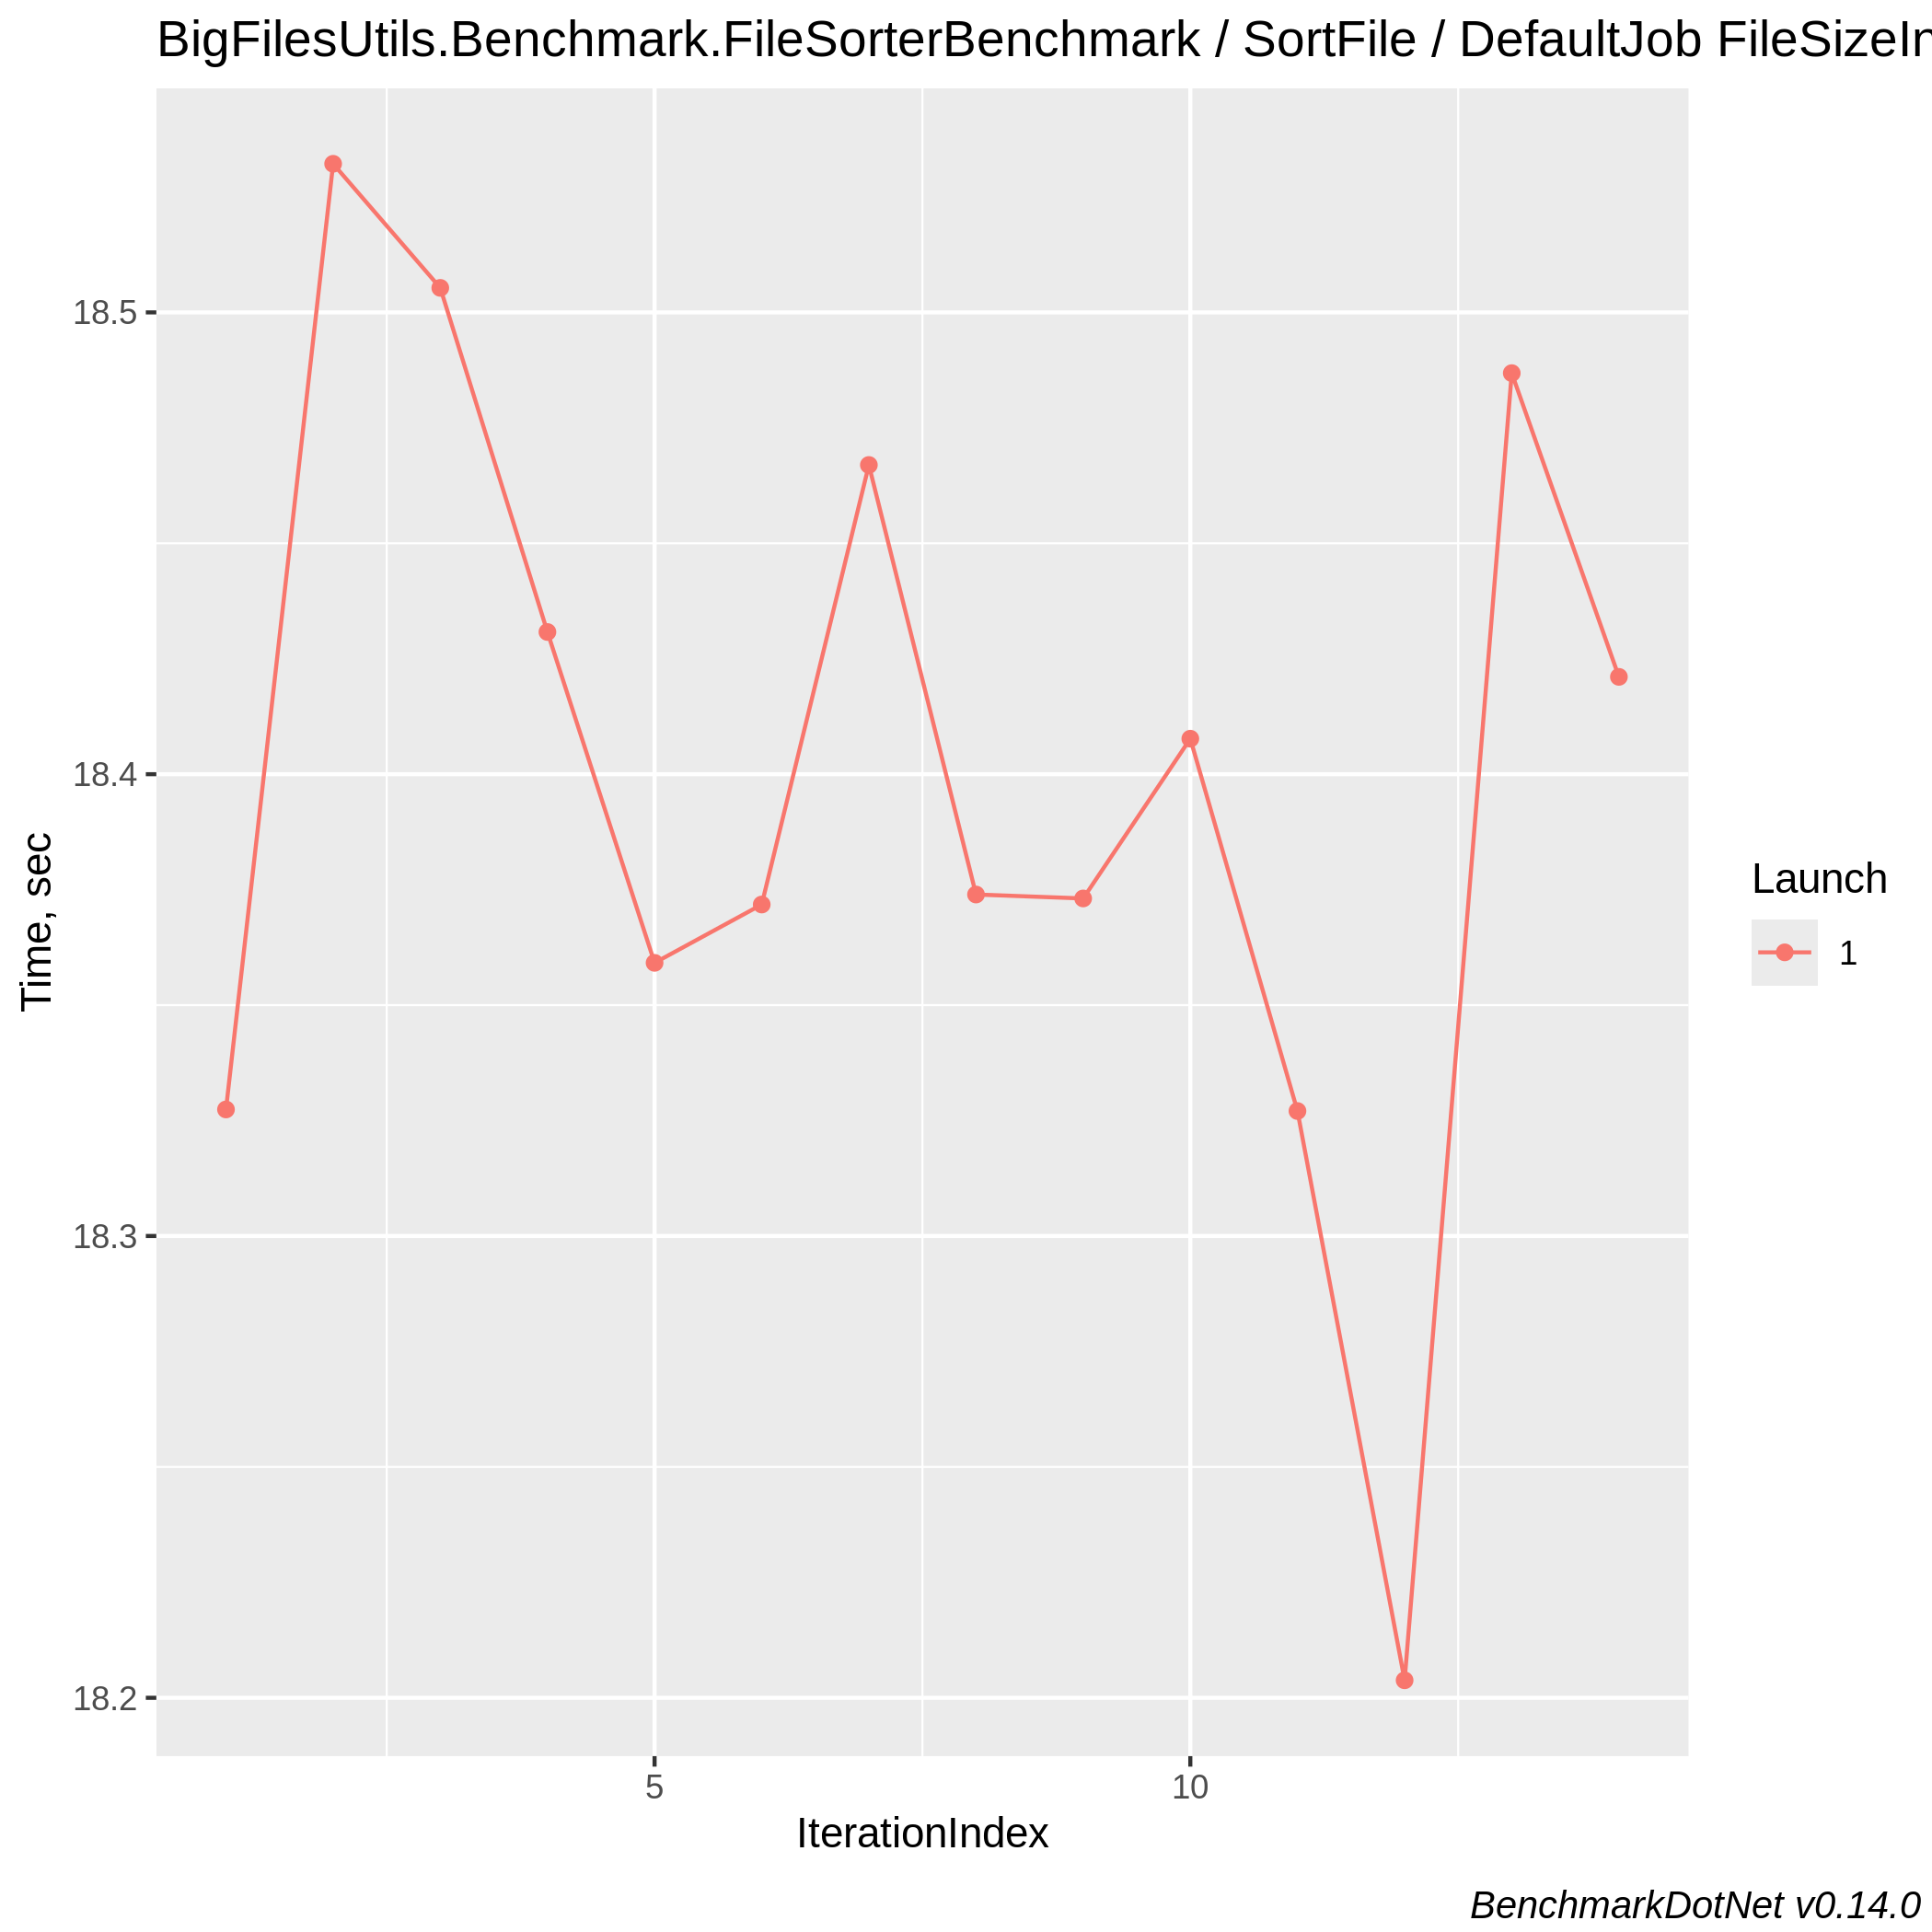 BigFilesUtils.Benchmark.FileSorterBenchmark / SortFile / DefaultJob FileSizeIn
18.5
18.4
18.3
18.2
Time, sec
5
10
IterationIndex
Launch
1
BenchmarkDotNet v0.14.0